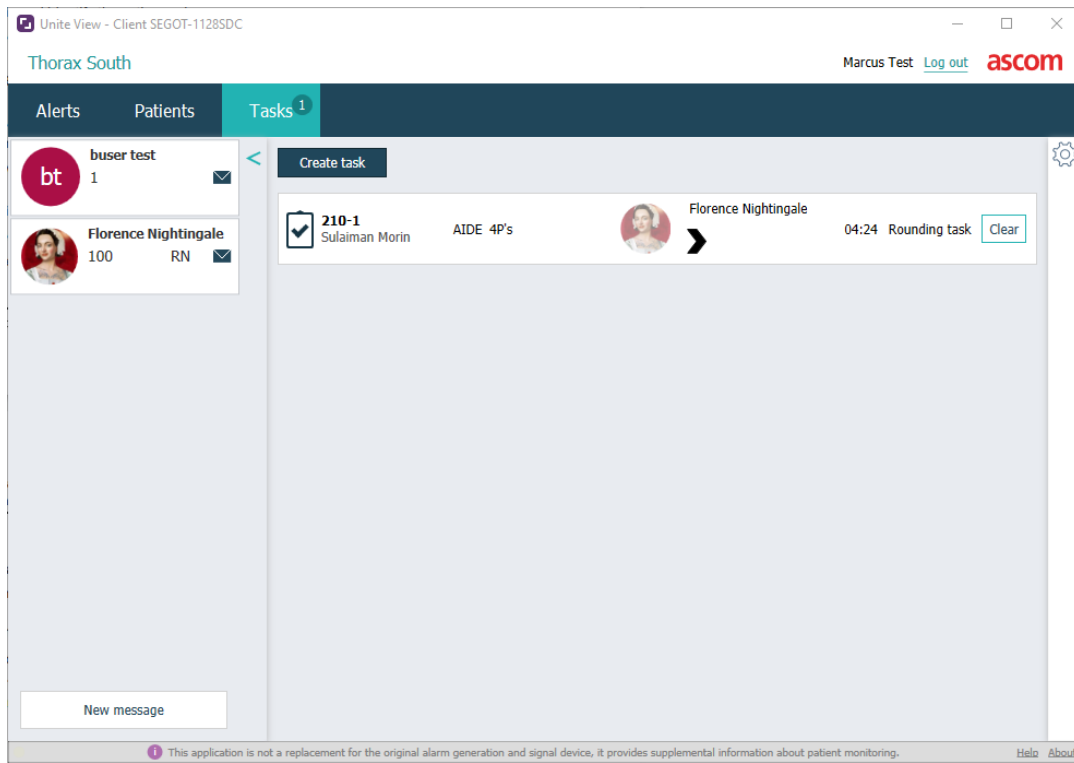 Unite View - Client SEGOT-1128SDC
Thorax South
Marcus Test Log out ascom
Alerts Patients Tasks 1
bt
buser test
1
Florence Nightingale
100 RN
<
Create task
210-1
Sulaiman Morin
AIDE 4P's
Florence Nightingale
04:24 Rounding task Clear
New message
i This application is not a replacement for the original alarm generation and signal device, it provides supplemental information about patient monitoring.
Help About